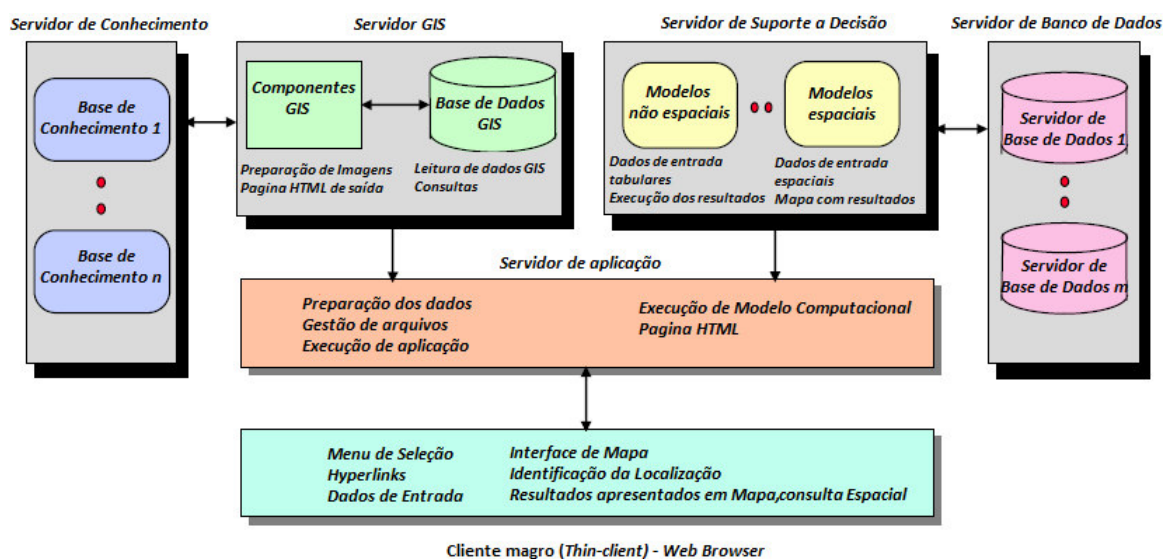 Servidor de Conhecimento
Servidor GIS
Servidor de Suporte a Decisão
Servidor de Banco de Dados
Base de
Conhecimento 1
Base de
Conhecimento n
Componentes
GIS
Base de Dados
GIS
Preparação de Imagens
Pagina HTML de saída
Leitura de dados GIS
Consultas
Modelos
não espaciais
Modelos
espaciais
Dados de entrada
tabulares
Execução dos resultados
Dados de entrada
espaciais
Mapa com resultados
Servidor de
Base de Dados 1
Servidor de
Base de Dados m
Servidor de aplicação
Preparação dos dados
Gestão de arquivos
Execução de aplicação
Execução de Modelo Computacional
Pagina HTML
Menu de Seleção
Hyperlinks
Dados de Entrada
Interface de Mapa
Identificação da Localização
Resultados apresentados em Mapa,consulta Espacial
Cliente magro (Thin-client) - Web Browser